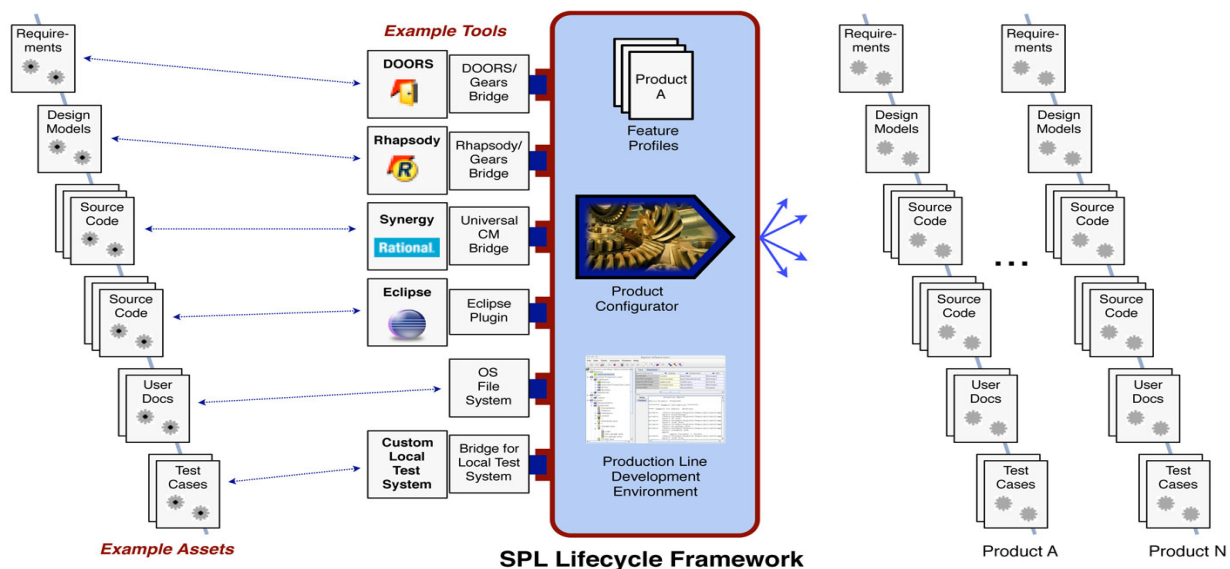 Require-
ments
Design
Models
Source
Code
Source
Code
User
Docs
Test
Cases
Example Assets
Example Tools
DOORS
DOORS/
Gears
Bridge
Rhapsody
R
Rhapsody/
Gears
Bridge
Synergy
Rational.
Universal
CM
Bridge
Eclipse
Eclipse
Plugin
OS
File
System
Custom
Local
Test
System
Bridge for
Local Test
System
Product
A
Feature
Profiles
Product
Configurator
Production Line
Development
Environment
SPL Lifecycle Framework
Require-
ments
Design
Models
Source
Code
Source
Code
User
Docs
Test
Cases
Product A
...
Require-
ments
Design
Models
Source
Code
Source
Code
User
Docs
Test
Cases
Product N